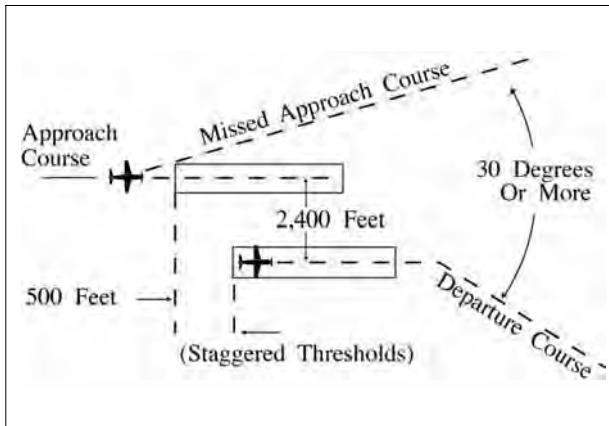 Missed Approach Course
Approach
Course
30 Degrees
Or More
2,400 Feet
500 Feet
Departure Course
(Staggered Thresholds)